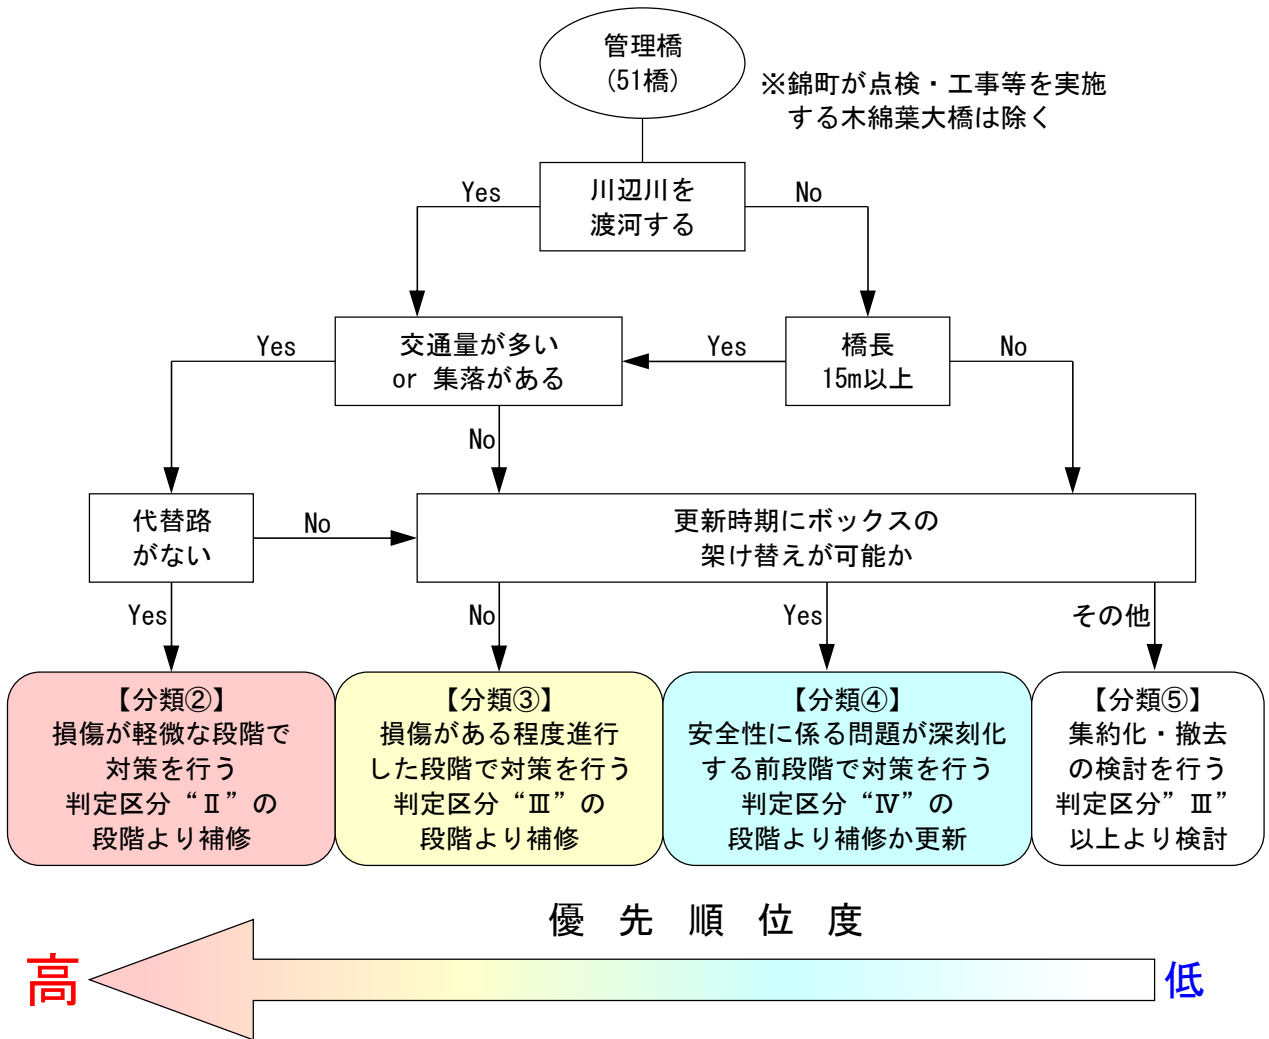 管理橋
(51橋)
※錦町が点検・工事等を実施
する木綿葉大橋は除く
川辺川を
渡河する
Yes
No
交通量が多い
or 集落がある
橋長
15m以上
Yes
Yes
No
No
代替路
がない
No
更新時期にボックスの
架け替えが可能か
Yes
No
Yes
その他
【分類②】
損傷が軽微な段階で
対策を行う
判定区分“Ⅱ”の
段階より補修
【分類③】
損傷がある程度進行
した段階で対策を行う
判定区分“Ⅲ”の
段階より補修
【分類④】
安全性に係る問題が深刻化
する前段階で対策を行う
判定区分“Ⅳ”の
段階より補修か更新
【分類⑤】
集約化・撤去
の検討を行う
判定区分”Ⅲ”
以上より検討
優先順位度
高
低